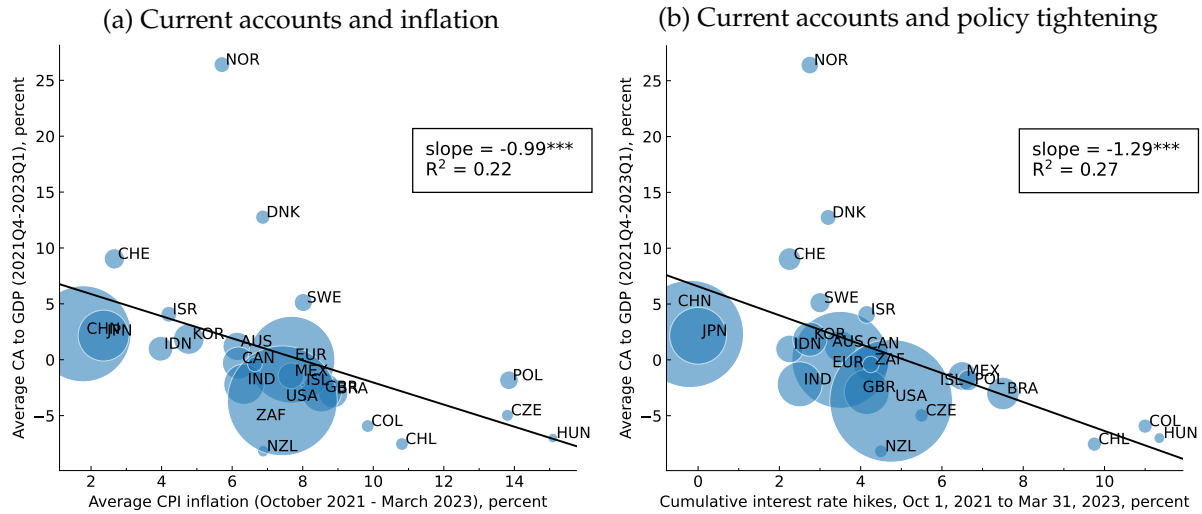 (a) Current accounts and inflation
Average CA to GDP (2021Q4-2023Q1), percent
25
20
15
10
5
0
−5
NOR
slope = -0.99***
R² = 0.22
DNK
CHE
SWE
ISR
CHN
JPN
KOR
IDN
AUS
EUR
CAN
MEX
IND
ISL
USA
GBR
BRA
POL
ZAF
CZE
COL
CHL
HUN
NZL
2 4 6 8 10 12 14
Average CPI inflation (October 2021 - March 2023), percent
(b) Current accounts and policy tightening
Average CA to GDP (2021Q4-2023Q1), percent
25
20
15
10
5
0
−5
NOR
slope = -1.29***
R² = 0.27
DNK
CHE
CHN
SWE
ISR
JPN
KOR
IDN
AUS
CAN
EUR
ZAF
IND
GBR
USA
ISL
MEX
POL
BRA
CZE
NZL
COL
CHL
HUN
0 2 4 6 8 10
Cumulative interest rate hikes, Oct 1, 2021 to Mar 31, 2023, percent